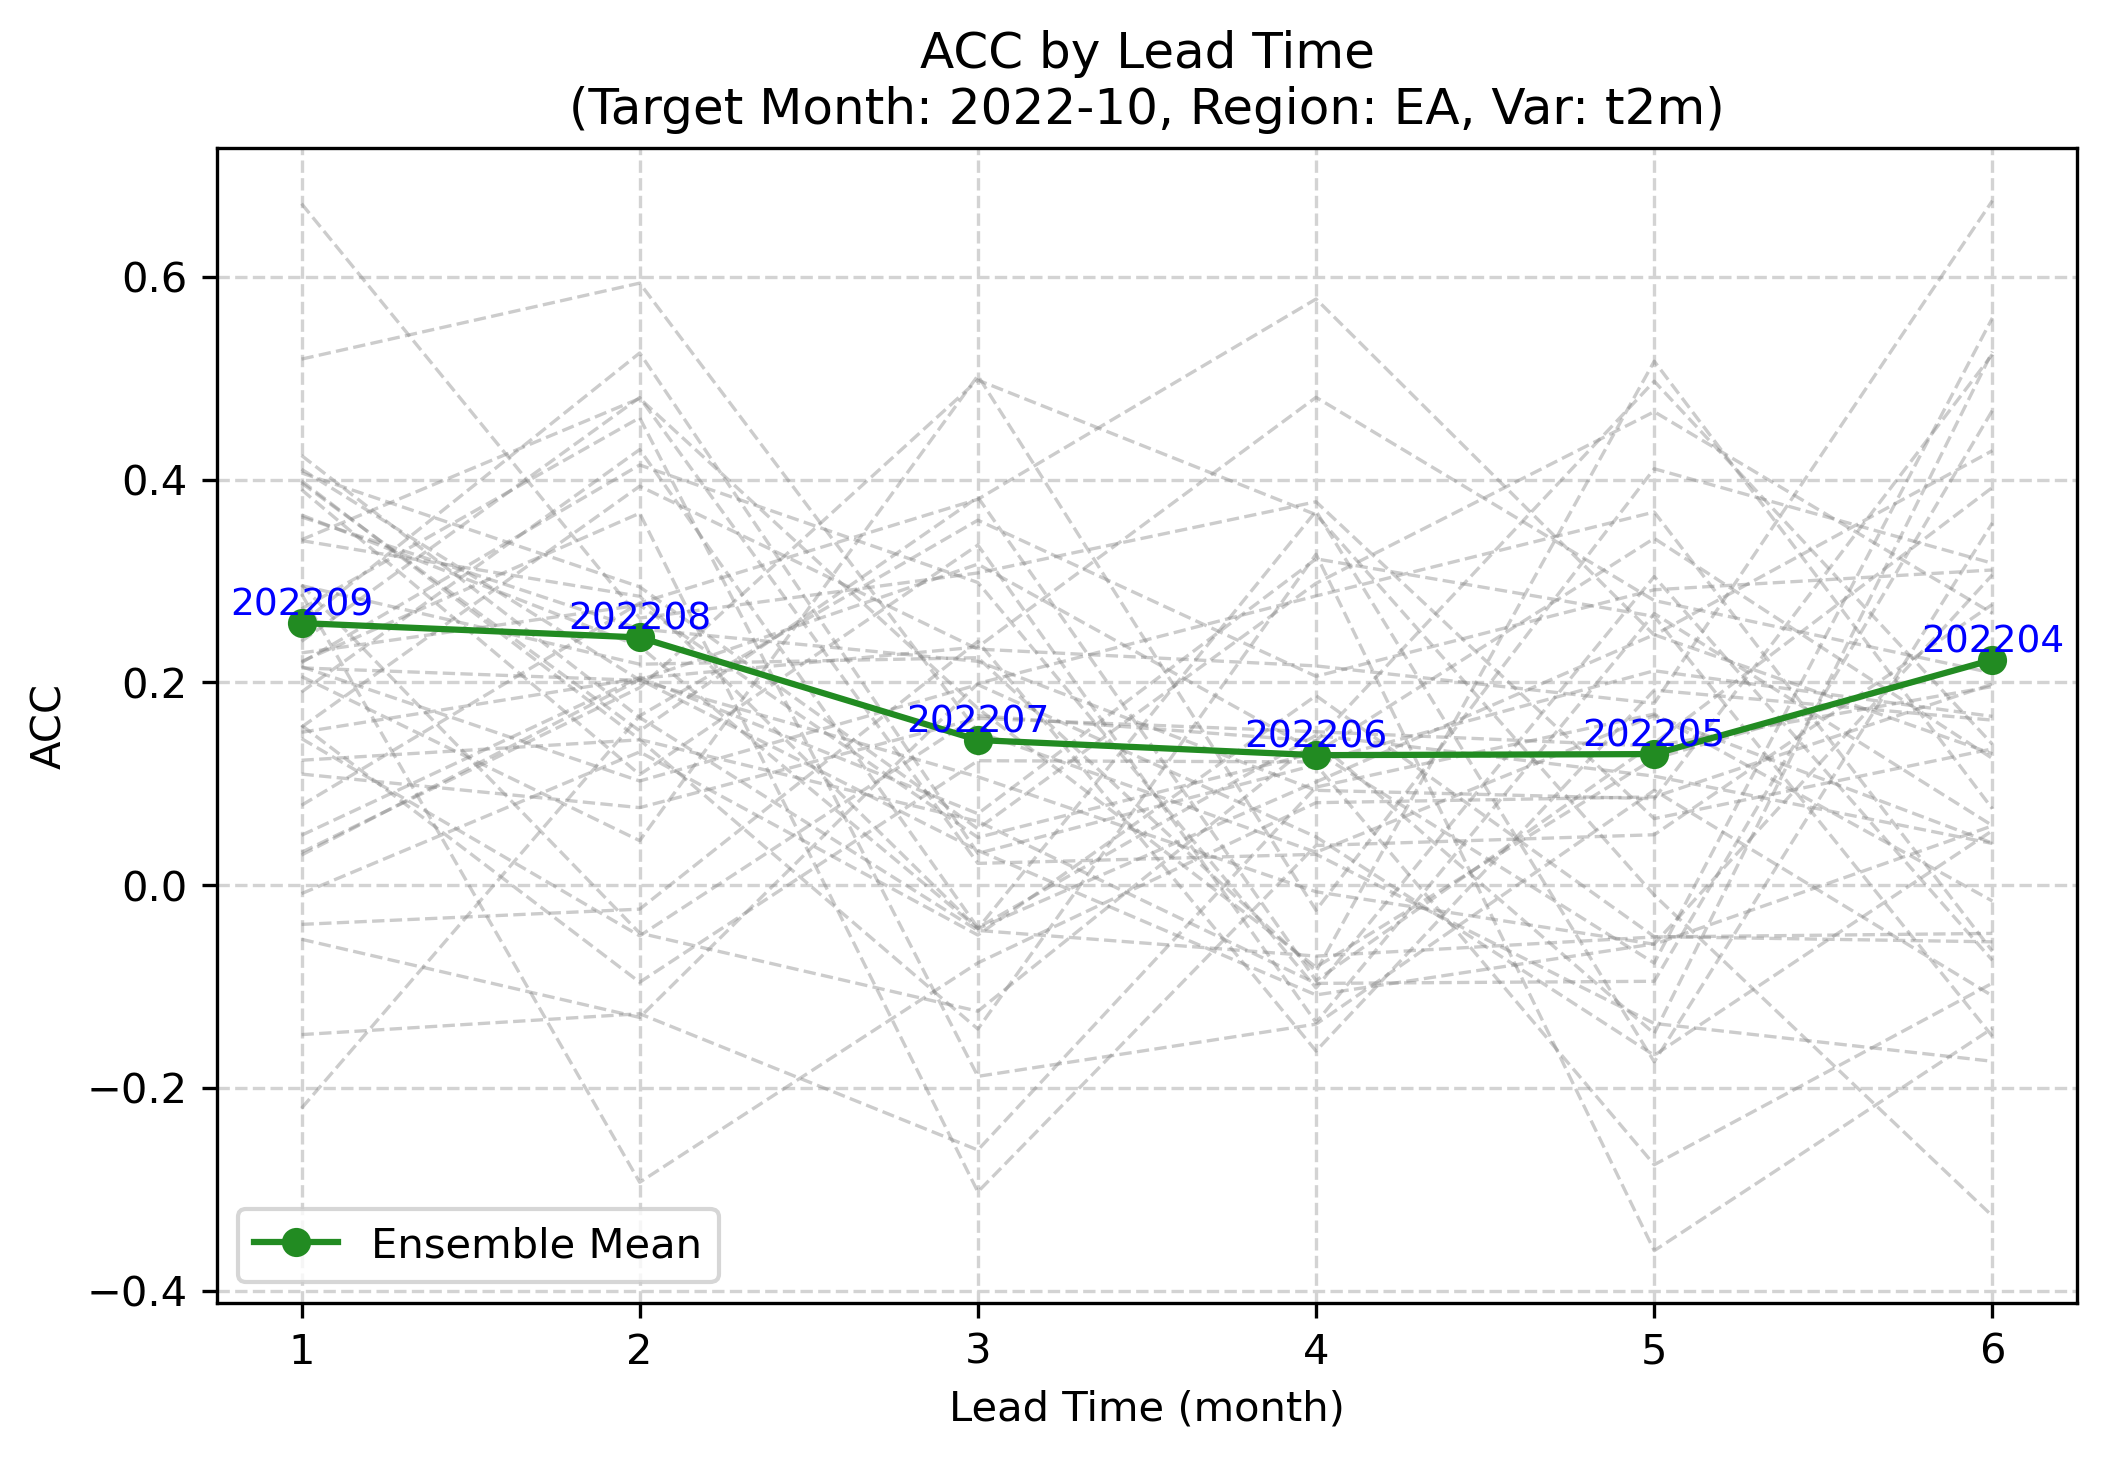 ACC by Lead Time
(Target Month: 2022-10, Region: EA, Var: t2m)
ACC
0.6
0.4
0.2
0.0
−0.2
−0.4
202209
202208
202207
202206
202205
202204
Ensemble Mean
1 2 3 4 5 6
Lead Time (month)